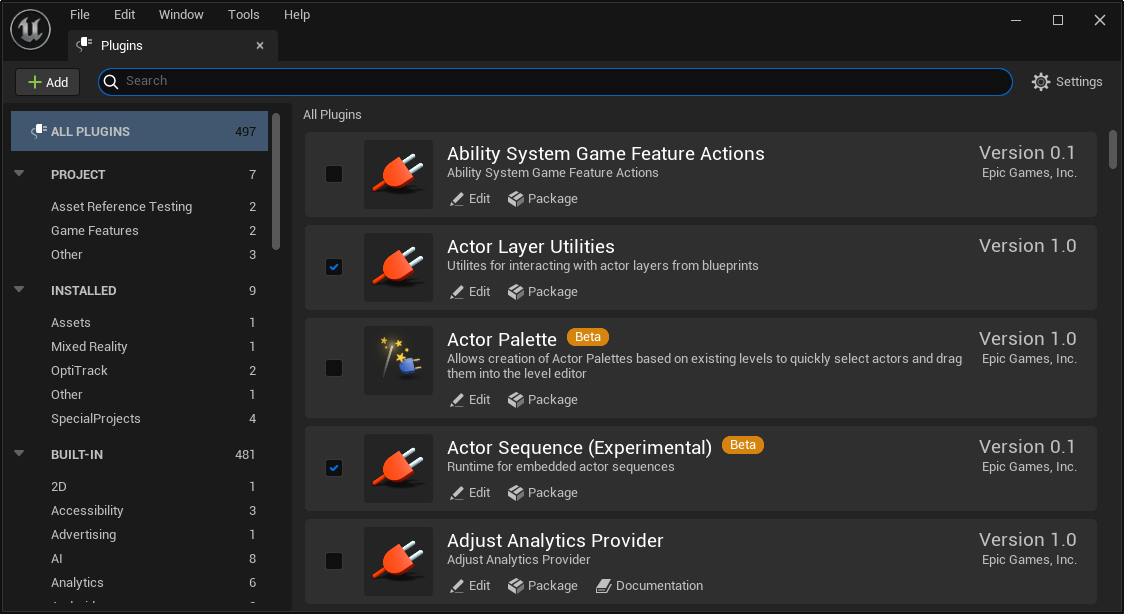 File Edit Window Tools Help
Plugins
Add
Search
Settings
ALL PLUGINS 497
PROJECT 7
Asset Reference Testing 2
Game Features 2
Other 3
INSTALLED 9
Assets 1
Mixed Reality 1
OptiTrack 2
Other 1
SpecialProjects 4
BUILT-IN 481
2D 1
Accessibility 3
Advertising 1
AI 8
Analytics 6
All Plugins
Ability System Game Feature Actions Version 0.1
Ability System Game Feature Actions Epic Games, Inc.
Edit Package
Actor Layer Utilities Version 1.0
Utilites for interacting with actor layers from blueprints
Edit Package
Actor Palette Beta Version 1.0
Allows creation of Actor Palettes based on existing levels to quickly select actors and drag Epic Games, Inc.
them into the level editor
Edit Package
Actor Sequence (Experimental) Beta Version 0.1
Runtime for embedded actor sequences Epic Games, Inc.
Edit Package
Adjust Analytics Provider Version 1.0
Adjust Analytics Provider Epic Games, Inc.
Edit Package Documentation